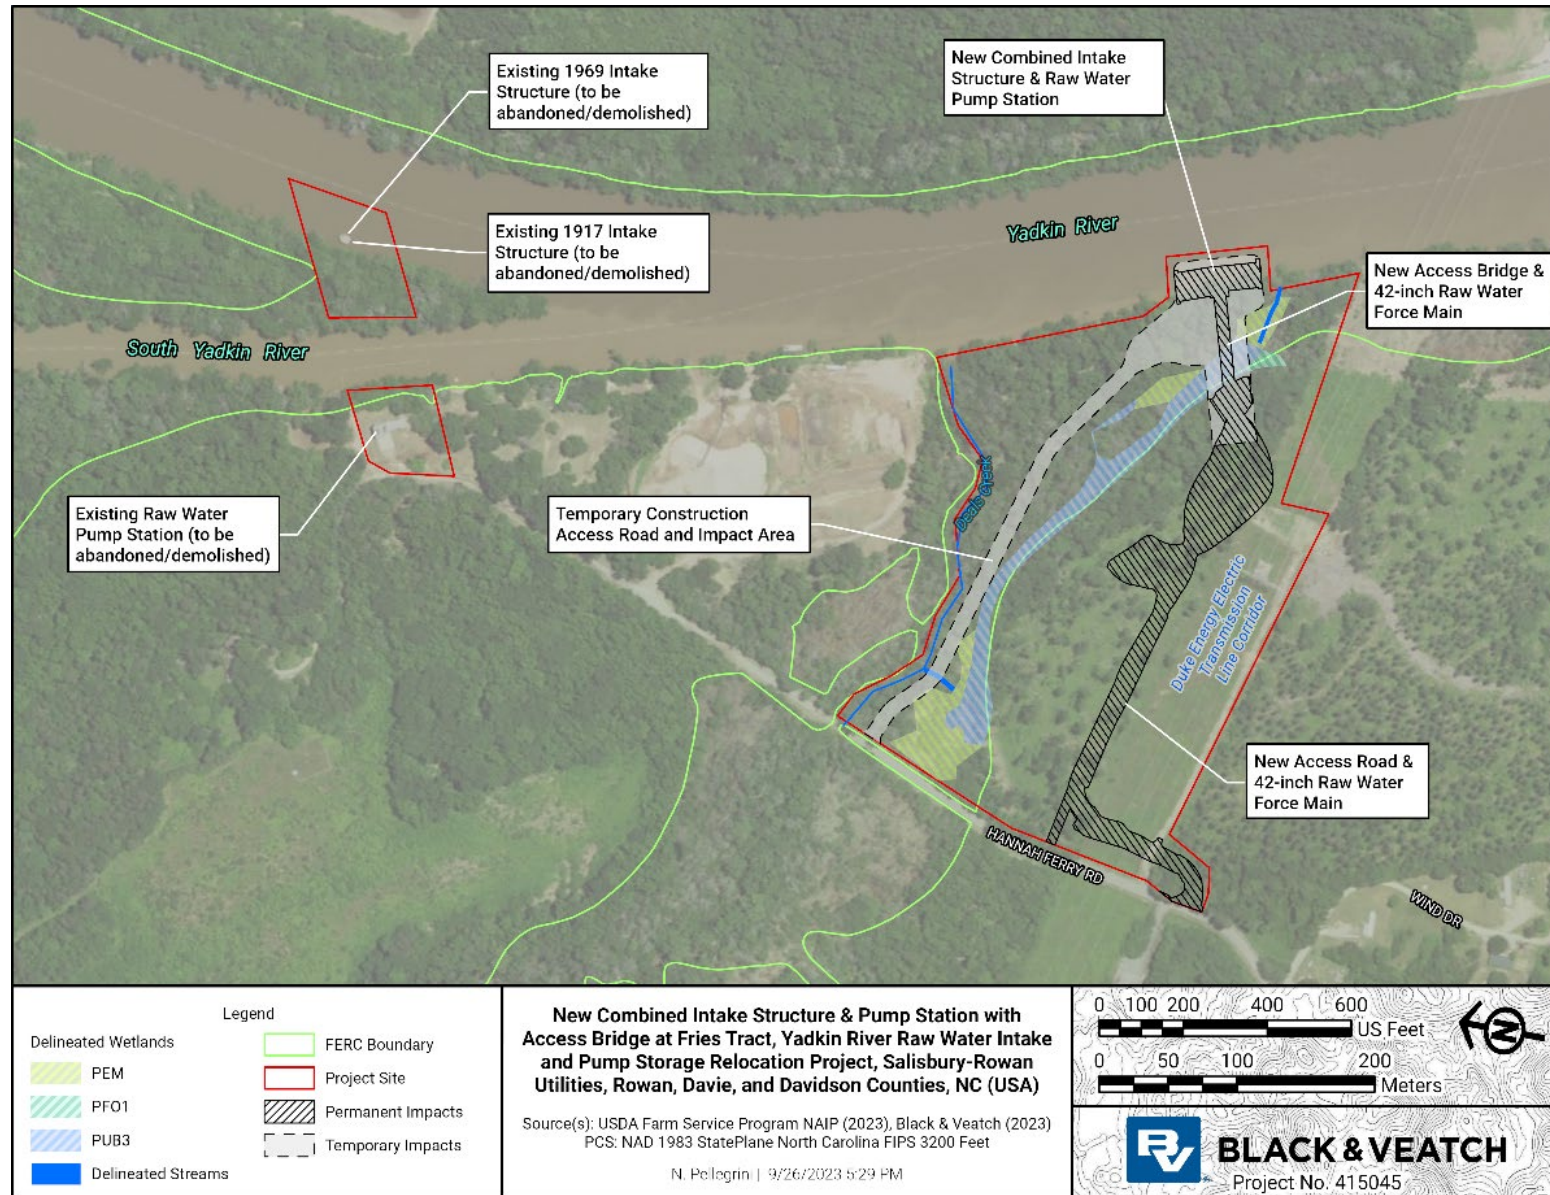 Existing 1969 Intake
Structure (to be
abandoned/demolished)
New Combined Intake
Structure & Raw Water
Pump Station
Existing 1917 Intake
Structure (to be
abandoned/demolished)
Yadkin River
New Access Bridge &
42-inch Raw Water
Force Main
South Yadkin River
Existing Raw Water
Pump Station (to be
abandoned/demolished)
Temporary Construction
Access Road and Impact Area
Deals Creek
Duke Energy Electric
Transmission
Line Corridor
New Access Road &
42-inch Raw Water
Force Main
HANNAH FERRY RD
WIND DR
Legend
Delineated Wetlands
PEM
PFO1
PUB3
Delineated Streams
FERC Boundary
Project Site
Permanent Impacts
Temporary Impacts
New Combined Intake Structure & Pump Station with
Access Bridge at Fries Tract, Yadkin River Raw Water Intake
and Pump Storage Relocation Project, Salisbury-Rowan
Utilities, Rowan, Davie, and Davidson Counties, NC (USA)
Source(s): USDA Farm Service Program NAIP (2023), Black & Veatch (2023)
PCS: NAD 1983 StatePlane North Carolina FIPS 3200 Feet
N. Pellegrini | 9/26/2023 5:29 PM
0 100 200 400 600
US Feet
0 50 100 200
Meters
N
BV
BLACK & VEATCH
Project No. 415045